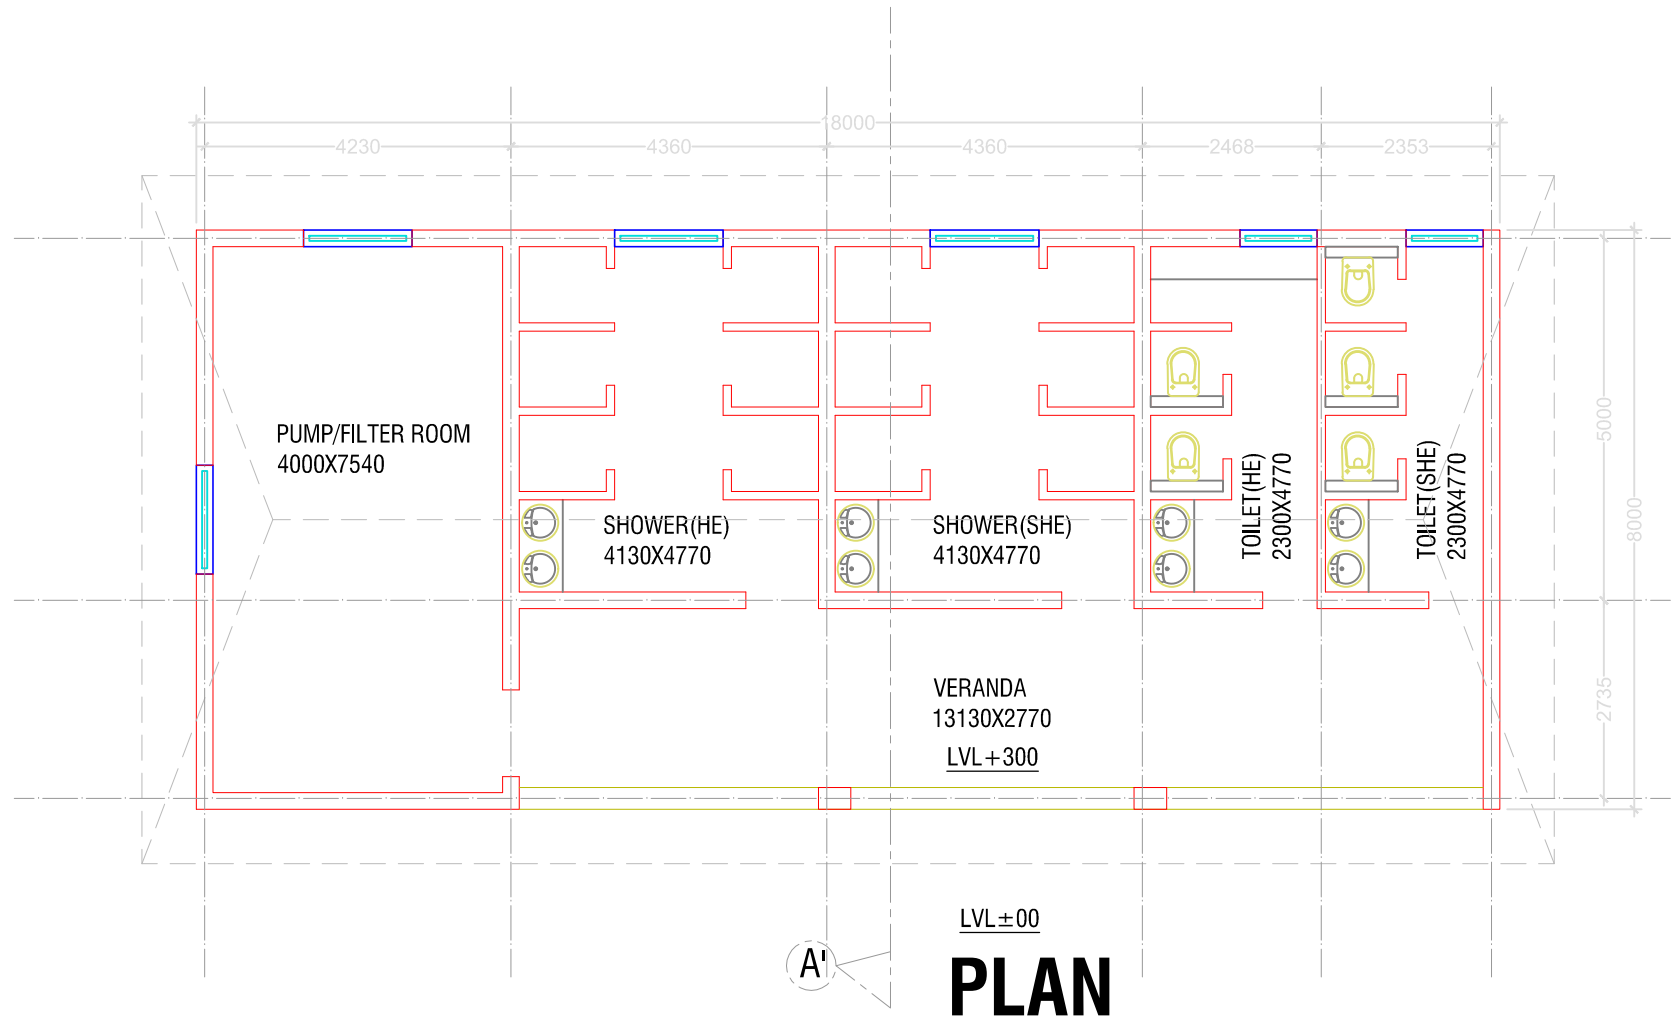 18000
4230
4360
4360
2468
2353
PUMP/FILTER ROOM
4000X7540
SHOWER(HE)
4130X4770
SHOWER(SHE)
4130X4770
TOILET(HE)
2300X4770
TOILET(SHE)
2300X4770
5000
8000
2735
VERANDA
13130X2770
LVL+300
LVL±00
A'
PLAN